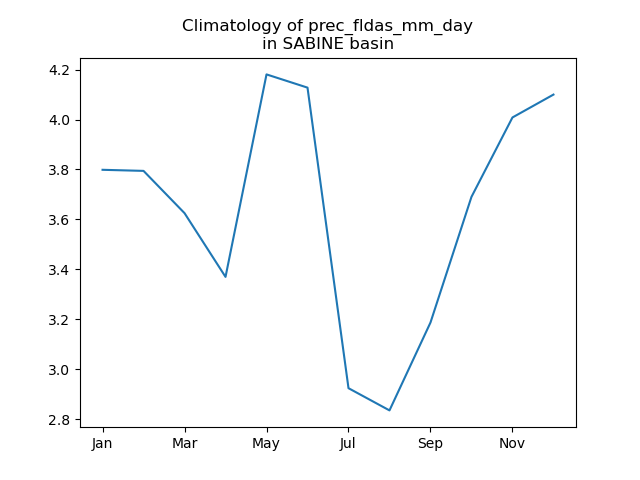 Climatology of prec_fldas_mm_day
in SABINE basin
4.2
4.0
3.8
3.6
3.4
3.2
3.0
2.8
Jan Mar May Jul Sep Nov